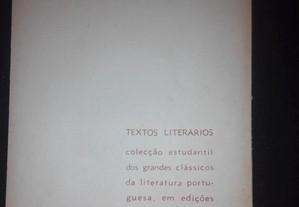 TEXTOS LITERÁRIOS
colecção estudantil
dos grandes clássicos
da literatura portu-
guesa, em edições